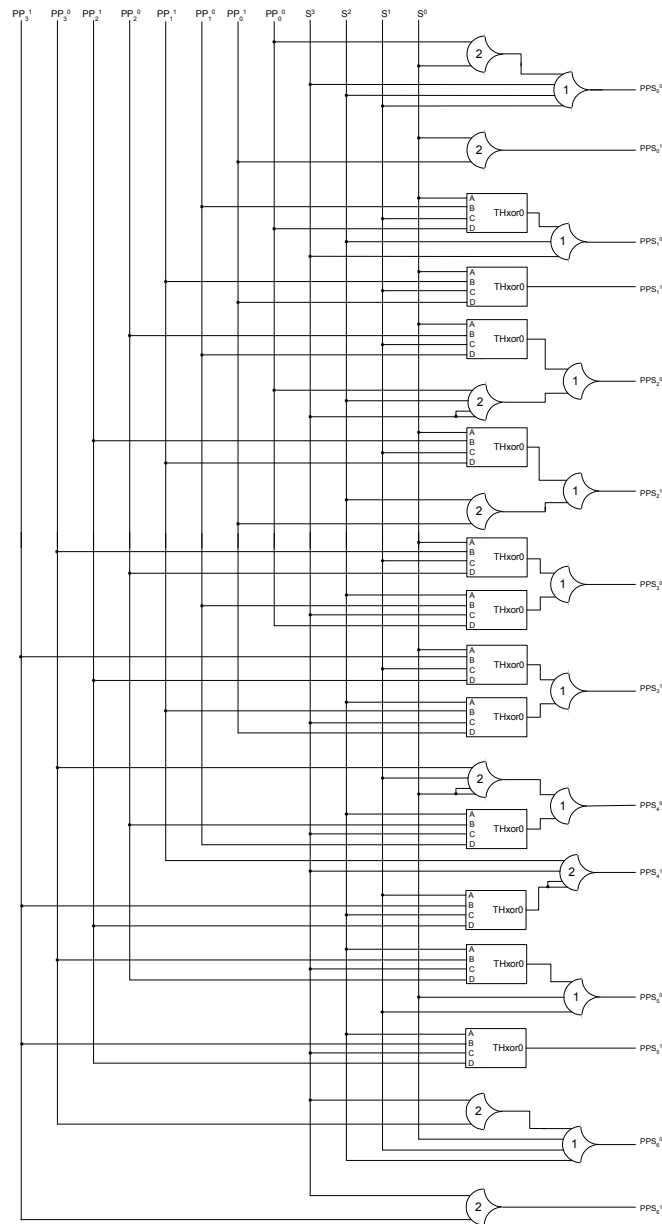 PP₃¹ PP₃⁰ PP₂¹ PP₂⁰ PP₁¹ PP₁⁰ PP₀¹ PP₀⁰ S³ S² S¹ S⁰
2
1
PPS₀⁰
2
PPS₀¹
A
B
C
D
THxor0
1
PPS₁⁰
A
B
C
D
THxor0
PPS₁¹
A
B
C
D
THxor0
1
PPS₂⁰
2
A
B
C
D
THxor0
1
PPS₂¹
2
A
B
C
D
THxor0
1
PPS₃⁰
A
B
C
D
THxor0
A
B
C
D
THxor0
1
PPS₃¹
A
B
C
D
THxor0
2
1
PPS₄⁰
A
B
C
D
THxor0
2
PPS₄¹
A
B
C
D
THxor0
A
B
C
D
THxor0
1
PPS₅⁰
A
B
C
D
THxor0
PPS₅¹
2
1
PPS₆⁰
2
PPS₆¹